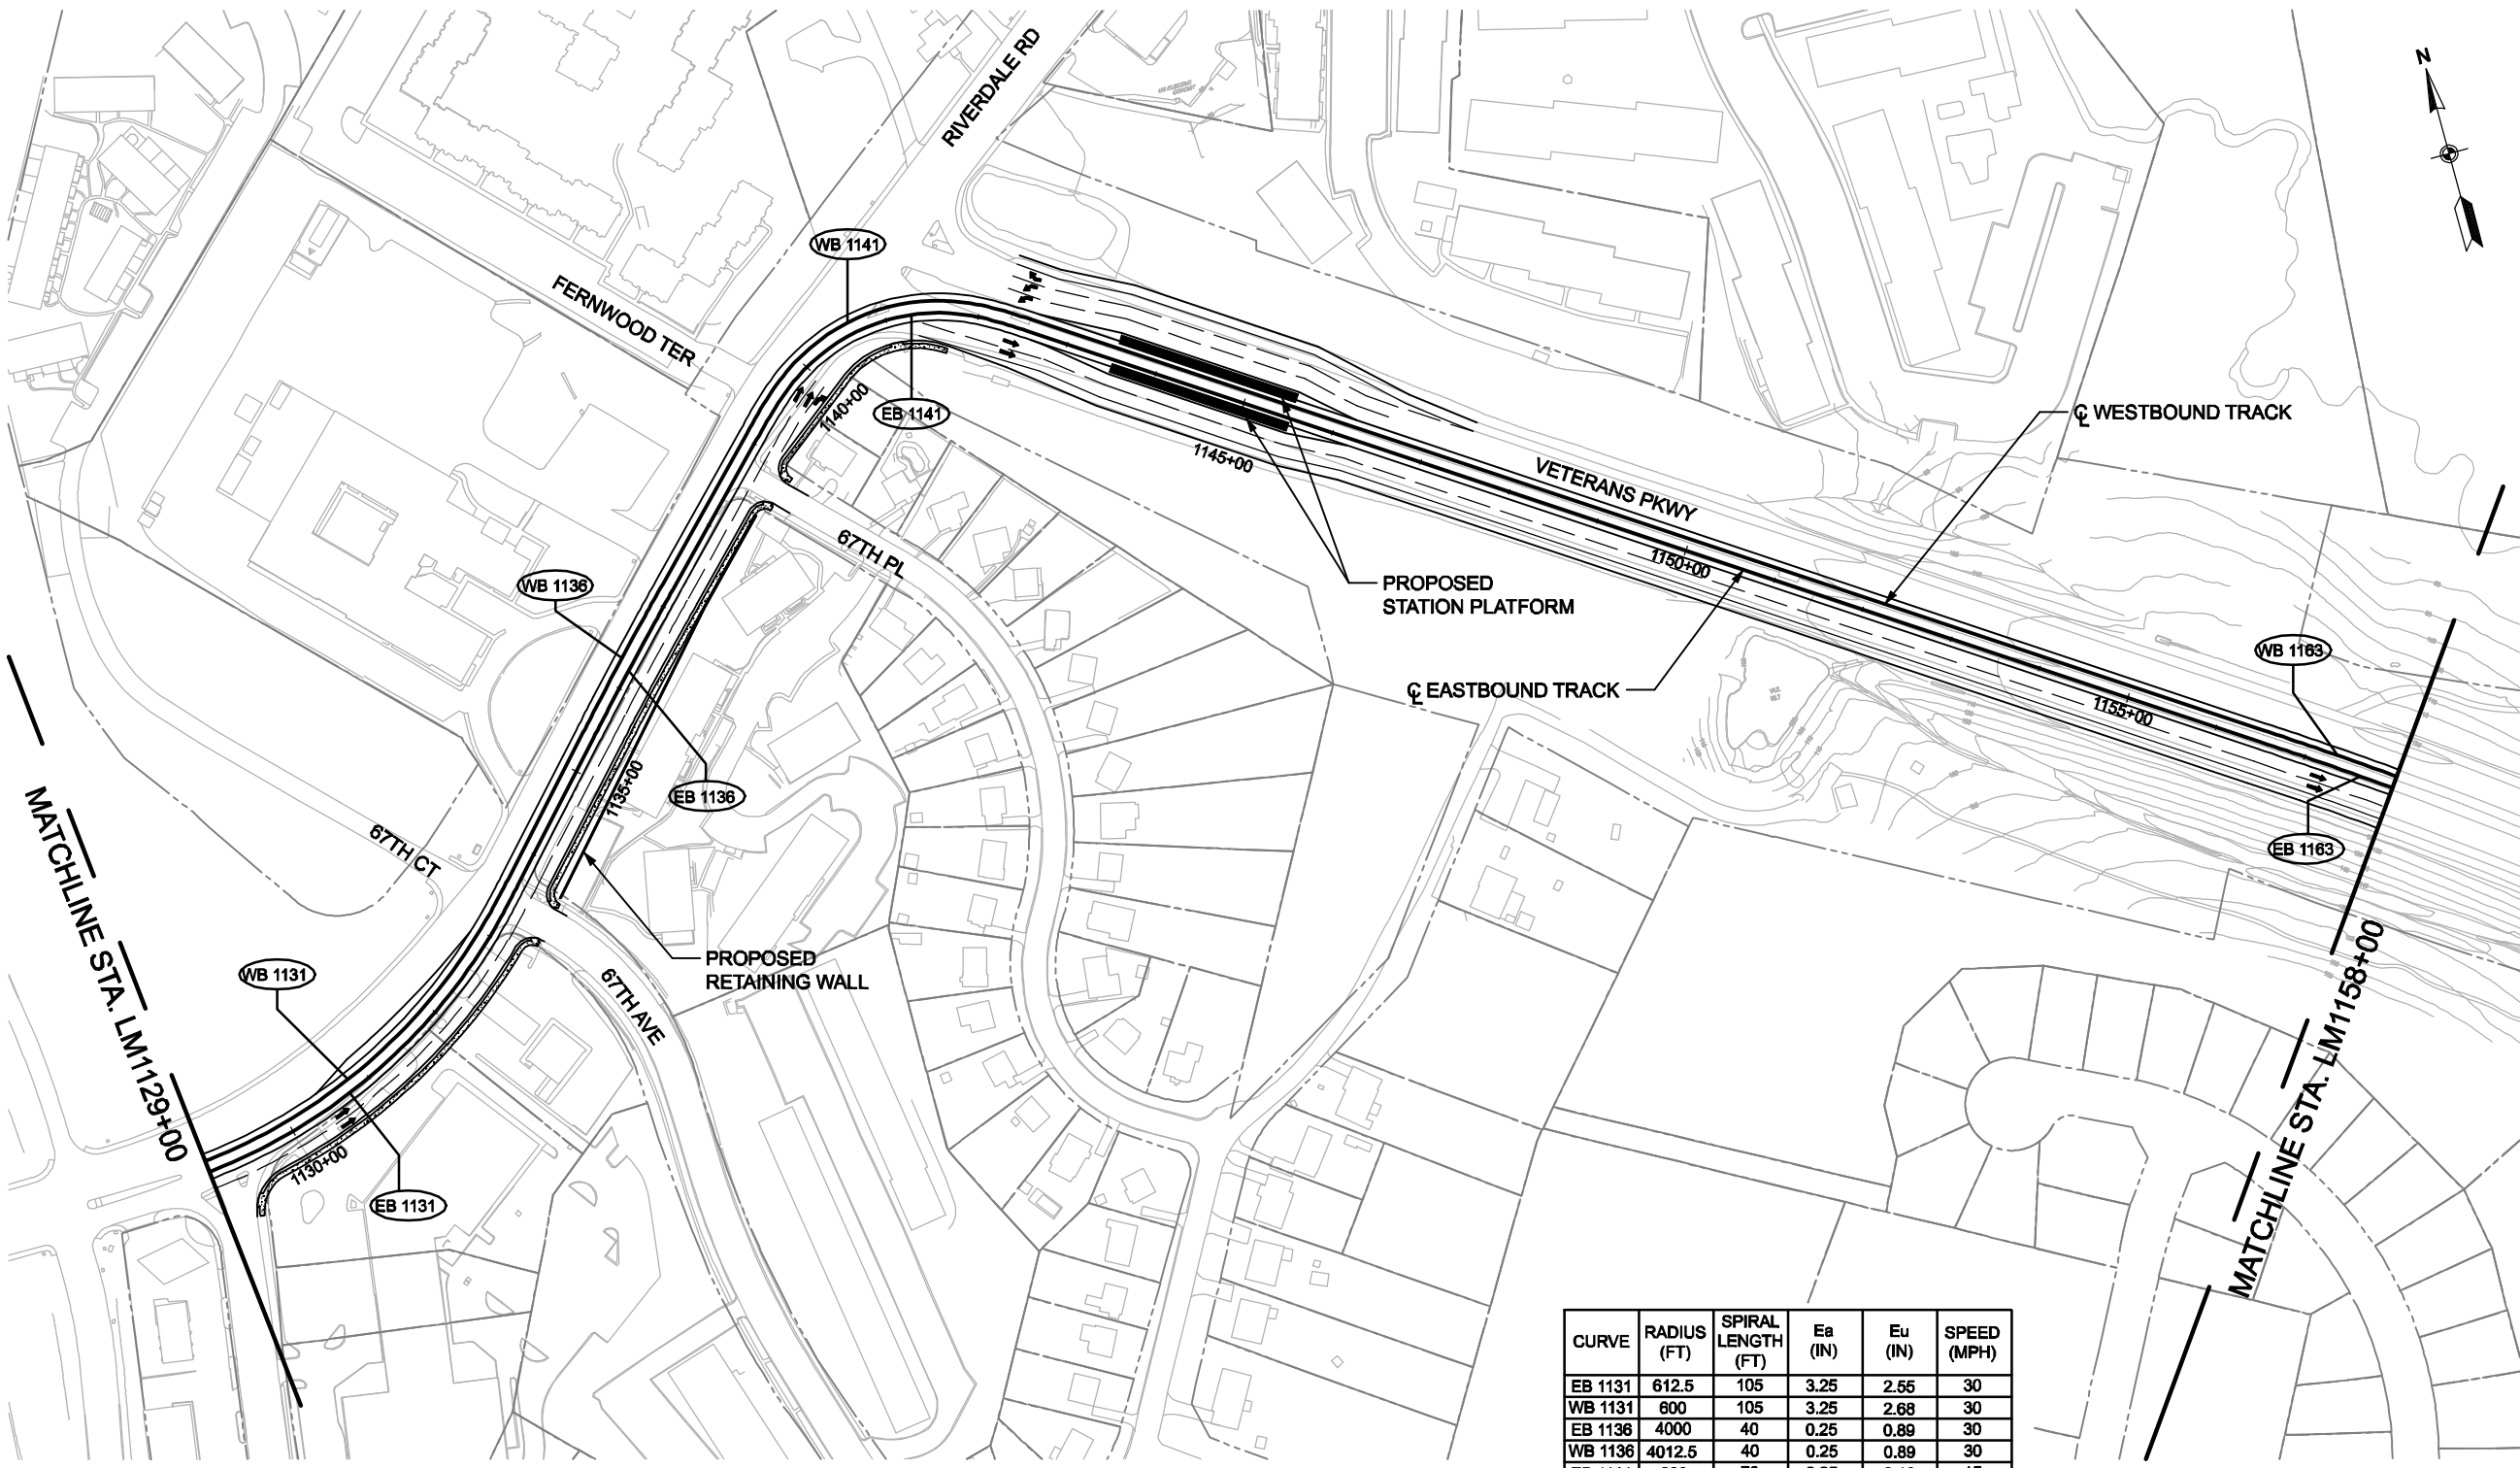 RIVERDALE RD
N
WB 1141
FERNWOOD TER
1140+00
EB 1141
℄ WESTBOUND TRACK
1145+00
VETERANS PKWY
67TH PL
1150+00
WB 1136
PROPOSED
STATION PLATFORM
WB 1163
℄ EASTBOUND TRACK
1155+00
1135+00
EB 1136
EB 1163
67TH CT
MATCHLINE STA. LM1129+00
PROPOSED
RETAINING WALL
WB 1131
67TH AVE
MATCHLINE STA. LM1158+00
1130+00
EB 1131
CURVE RADIUS (FT) SPIRAL LENGTH (FT) Ea (IN) Eu (IN) SPEED (MPH)
EB 1131 612.5 105 3.25 2.55 30
WB 1131 600 105 3.25 2.68 30
EB 1136 4000 40 0.25 0.89 30
WB 1136 4012.5 40 0.25 0.89 30